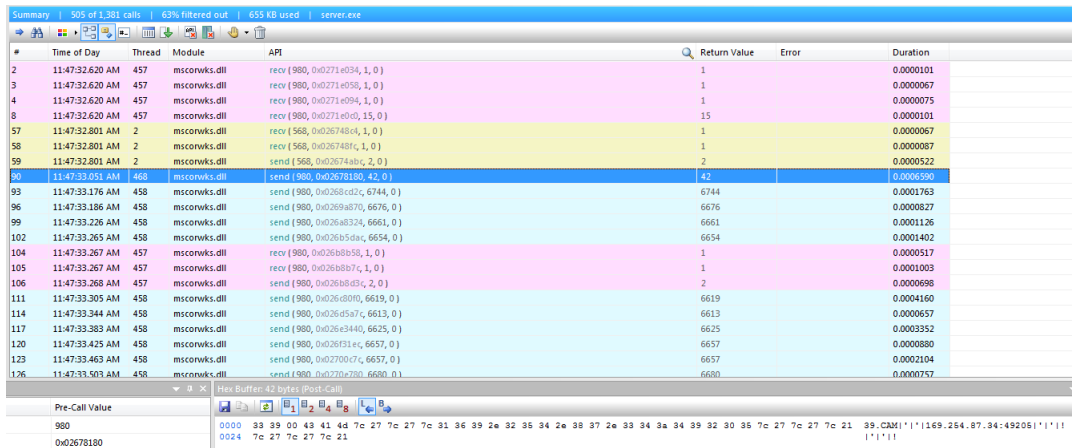 Summary | 505 of 1,381 calls | 63% filtered out | 655 KB used | server.exe
# Time of Day Thread Module API Return Value Error Duration
2 11:47:32.620 AM 457 mscorwks.dll recv ( 980, 0x0271e034, 1, 0 ) 1 0.0000101
3 11:47:32.620 AM 457 mscorwks.dll recv ( 980, 0x0271e058, 1, 0 ) 1 0.0000067
4 11:47:32.620 AM 457 mscorwks.dll recv ( 980, 0x0271e094, 1, 0 ) 1 0.0000075
8 11:47:32.620 AM 457 mscorwks.dll recv ( 980, 0x0271e0c0, 15, 0 ) 15 0.0000101
57 11:47:32.801 AM 2 mscorwks.dll recv ( 568, 0x026748c4, 1, 0 ) 1 0.0000067
58 11:47:32.801 AM 2 mscorwks.dll recv ( 568, 0x026748fc, 1, 0 ) 1 0.0000087
59 11:47:32.801 AM 2 mscorwks.dll send ( 568, 0x02674abc, 2, 0 ) 2 0.0000522
90 11:47:33.051 AM 468 mscorwks.dll send ( 980, 0x02678180, 42, 0 ) 42 0.0006590
93 11:47:33.176 AM 458 mscorwks.dll send ( 980, 0x0268cd2c, 6744, 0 ) 6744 0.0001763
96 11:47:33.186 AM 458 mscorwks.dll send ( 980, 0x0269a870, 6676, 0 ) 6676 0.0000827
99 11:47:33.226 AM 458 mscorwks.dll send ( 980, 0x026a8324, 6661, 0 ) 6661 0.0001126
102 11:47:33.265 AM 458 mscorwks.dll send ( 980, 0x026b5dac, 6654, 0 ) 6654 0.0001402
104 11:47:33.267 AM 457 mscorwks.dll recv ( 980, 0x026b8b58, 1, 0 ) 1 0.0000517
105 11:47:33.267 AM 457 mscorwks.dll recv ( 980, 0x026b8b7c, 1, 0 ) 1 0.0001003
106 11:47:33.268 AM 457 mscorwks.dll recv ( 980, 0x026b8d3c, 2, 0 ) 2 0.0000698
111 11:47:33.305 AM 458 mscorwks.dll send ( 980, 0x026c80f0, 6619, 0 ) 6619 0.0004160
114 11:47:33.344 AM 458 mscorwks.dll send ( 980, 0x026d5a7c, 6613, 0 ) 6613 0.0000657
117 11:47:33.383 AM 458 mscorwks.dll send ( 980, 0x026e3440, 6625, 0 ) 6625 0.0003352
120 11:47:33.425 AM 458 mscorwks.dll send ( 980, 0x026f31ec, 6657, 0 ) 6657 0.0000880
123 11:47:33.463 AM 458 mscorwks.dll send ( 980, 0x02700c7c, 6657, 0 ) 6657 0.0002104
126 11:47:33.503 AM 458 mscorwks.dll send ( 980, 0x0270e780, 6680, 0 ) 6680 0.0000757
Hex Buffer: 42 bytes (Post-Call)
Pre-Call Value
1 2 4 8 L B
980
0x02678180
0000 33 39 00 43 41 4d 7c 27 7c 27 7c 31 36 39 2e 32 35 34 2e 38 37 2e 33 34 3a 34 39 32 30 35 7c 27 7c 27 7c 21 39.CAM|'|'|169.254.87.34:49205|'|'|!
0024 7c 27 7c 27 7c 21 |'|'|!